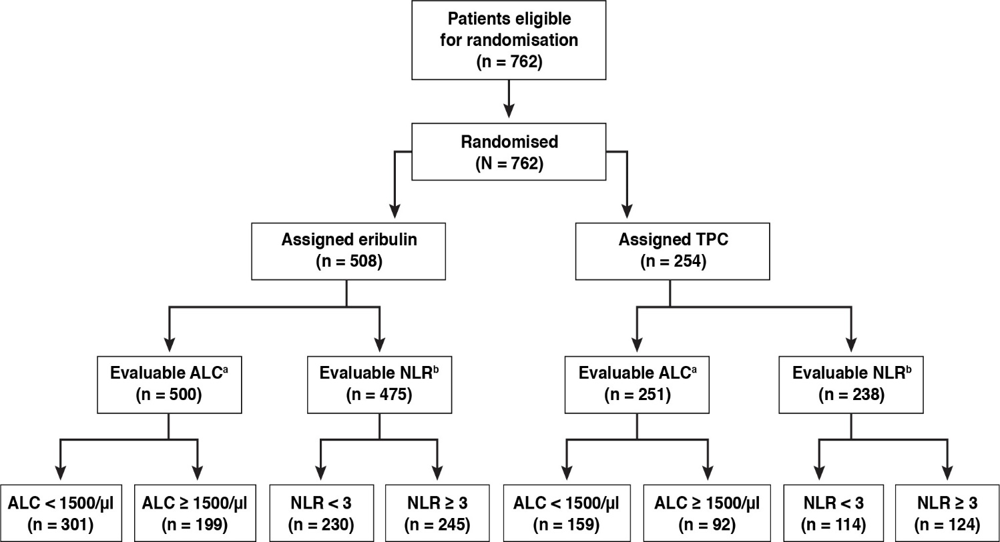 Patients eligible
for randomisation
(n = 762)
Randomised
(N = 762)
Assigned eribulin
(n = 508)
Assigned TPC
(n = 254)
Evaluable ALCᵃ
(n = 500)
Evaluable NLRᵇ
(n = 475)
Evaluable ALCᵃ
(n = 251)
Evaluable NLRᵇ
(n = 238)
ALC < 1500/µl
(n = 301)
ALC ≥ 1500/µl
(n = 199)
NLR < 3
(n = 230)
NLR ≥ 3
(n = 245)
ALC < 1500/µl
(n = 159)
ALC ≥ 1500/µl
(n = 92)
NLR < 3
(n = 114)
NLR ≥ 3
(n = 124)